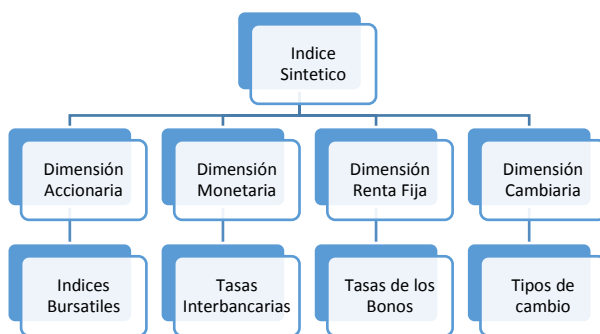 Indice
Sintetico
Dimensión
Accionaria
Dimensión
Monetaria
Dimensión
Renta Fija
Dimensión
Cambiaria
Indices
Bursatiles
Tasas
Interbancarias
Tasas de los
Bonos
Tipos de
cambio